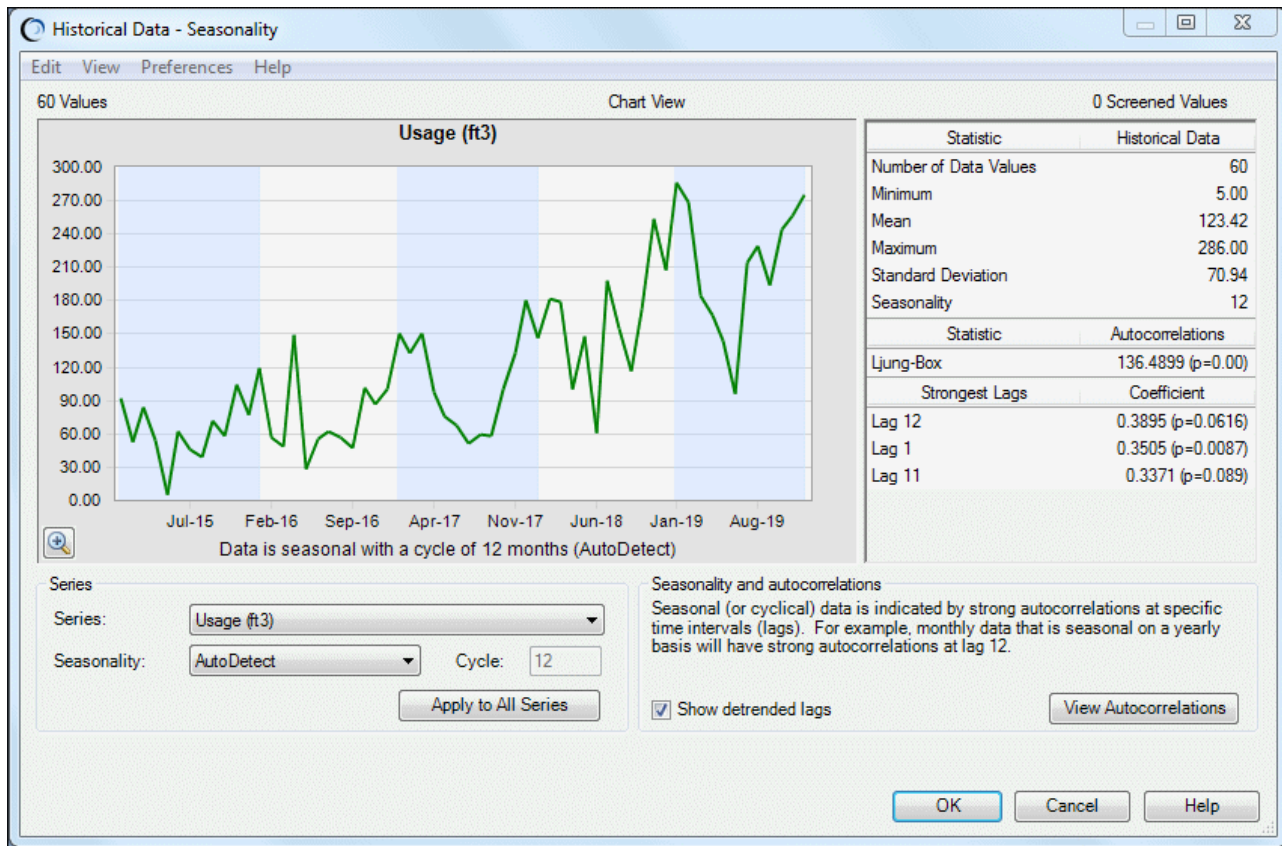 Historical Data - Seasonality
Edit View Preferences Help
60 Values Chart View 0 Screened Values
Usage (ft3)
300.00
270.00
240.00
210.00
180.00
150.00
120.00
90.00
60.00
30.00
0.00
Jul-15 Feb-16 Sep-16 Apr-17 Nov-17 Jun-18 Jan-19 Aug-19
Data is seasonal with a cycle of 12 months (AutoDetect)
Statistic Historical Data
Number of Data Values 60
Minimum 5.00
Mean 123.42
Maximum 286.00
Standard Deviation 70.94
Seasonality 12
Statistic Autocorrelations
Ljung-Box 136.4899 (p=0.00)
Strongest Lags Coefficient
Lag 12 0.3895 (p=0.0616)
Lag 1 0.3505 (p=0.0087)
Lag 11 0.3371 (p=0.089)
Series
Series: Usage (ft3)
Seasonality: AutoDetect Cycle: 12
Apply to All Series
Seasonality and autocorrelations
Seasonal (or cyclical) data is indicated by strong autocorrelations at specific
time intervals (lags). For example, monthly data that is seasonal on a yearly
basis will have strong autocorrelations at lag 12.
Show detrended lags View Autocorrelations
OK Cancel Help